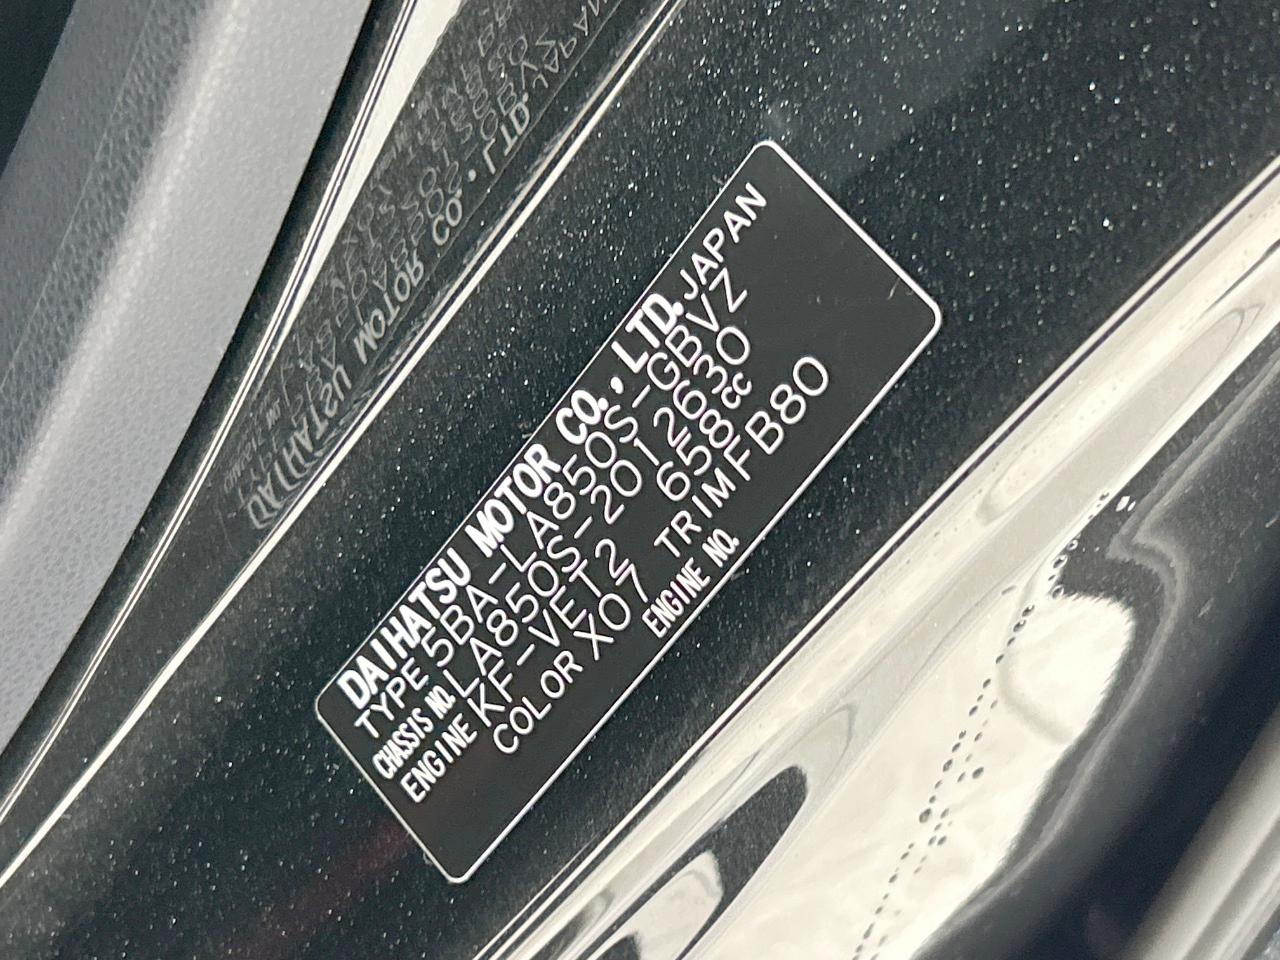 DAIHATSU MOTOR CO., LTD. JAPAN
TYPE 5BA-LA850S-GBVZ
CHASSIS NO. LA850S-2012630
ENGINE KF-VET2 658cc
COLOR X07 TRIM FB80
ENGINE NO.